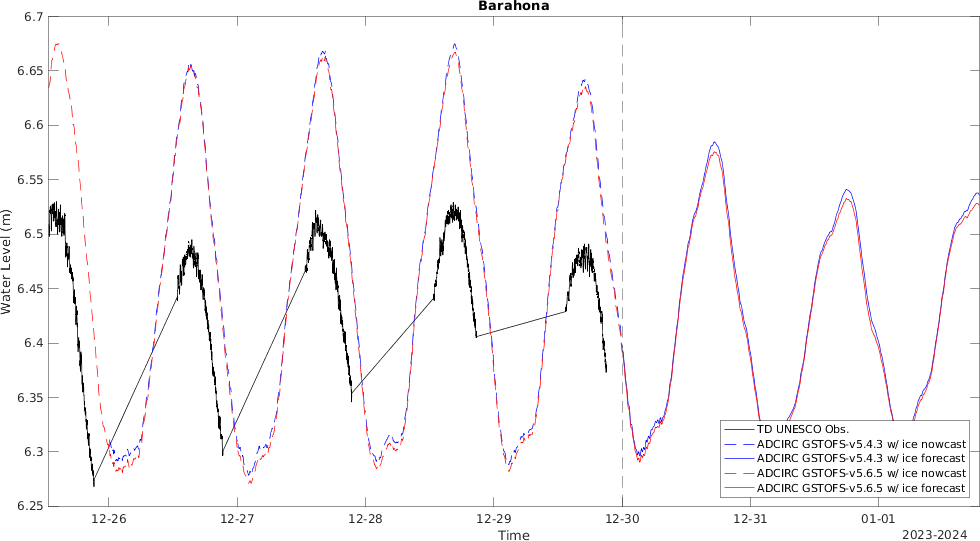 Barahona
6.7
6.65
6.6
6.55
6.5
6.45
6.4
6.35
6.3
6.25
Water Level (m)
12-26
12-27
12-28
12-29
12-30
12-31
01-01
Time
2023-2024
TD UNESCO Obs.
ADCIRC GSTOFS-v5.4.3 w/ ice nowcast
ADCIRC GSTOFS-v5.4.3 w/ ice forecast
ADCIRC GSTOFS-v5.6.5 w/ ice nowcast
ADCIRC GSTOFS-v5.6.5 w/ ice forecast